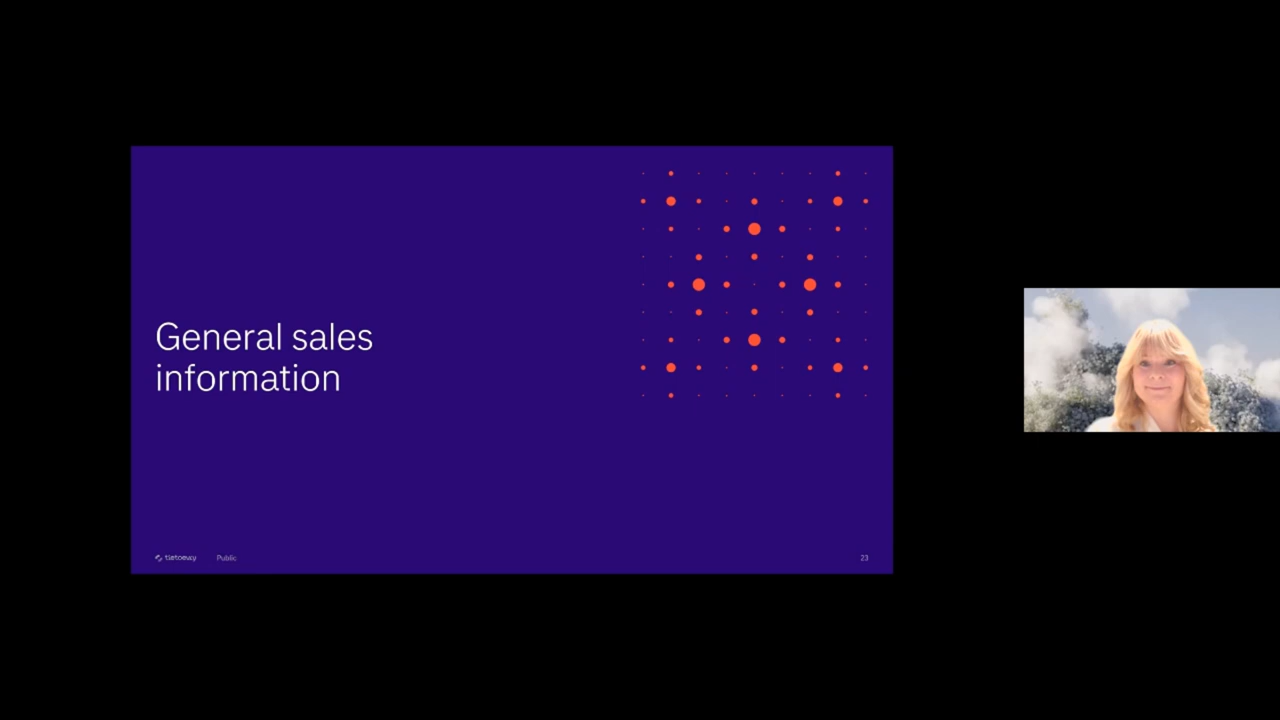 General sales
information
tietoevry
Public
23